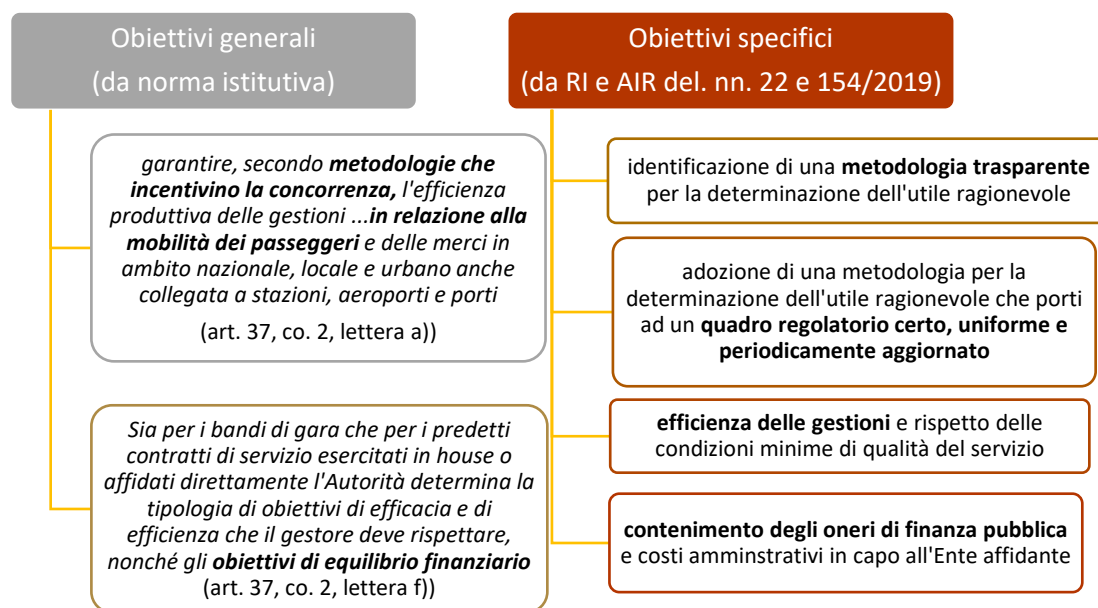 Obiettivi generali
(da norma istitutiva)
garantire, secondo metodologie che
incentivino la concorrenza, l'efficienza
produttiva delle gestioni ...in relazione alla
mobilità dei passeggeri e delle merci in
ambito nazionale, locale e urbano anche
collegata a stazioni, aeroporti e porti
(art. 37, co. 2, lettera a))
Sia per i bandi di gara che per i predetti
contratti di servizio esercitati in house o
affidati direttamente l'Autorità determina la
tipologia di obiettivi di efficacia e di
efficienza che il gestore deve rispettare,
nonché gli obiettivi di equilibrio finanziario
(art. 37, co. 2, lettera f))
Obiettivi specifici
(da RI e AIR del. nn. 22 e 154/2019)
identificazione di una metodologia trasparente
per la determinazione dell'utile ragionevole
adozione di una metodologia per la
determinazione dell'utile ragionevole che porti
ad un quadro regolatorio certo, uniforme e
periodicamente aggiornato
efficienza delle gestioni e rispetto delle
condizioni minime di qualità del servizio
contenimento degli oneri di finanza pubblica
e costi amminstrativi in capo all'Ente affidante